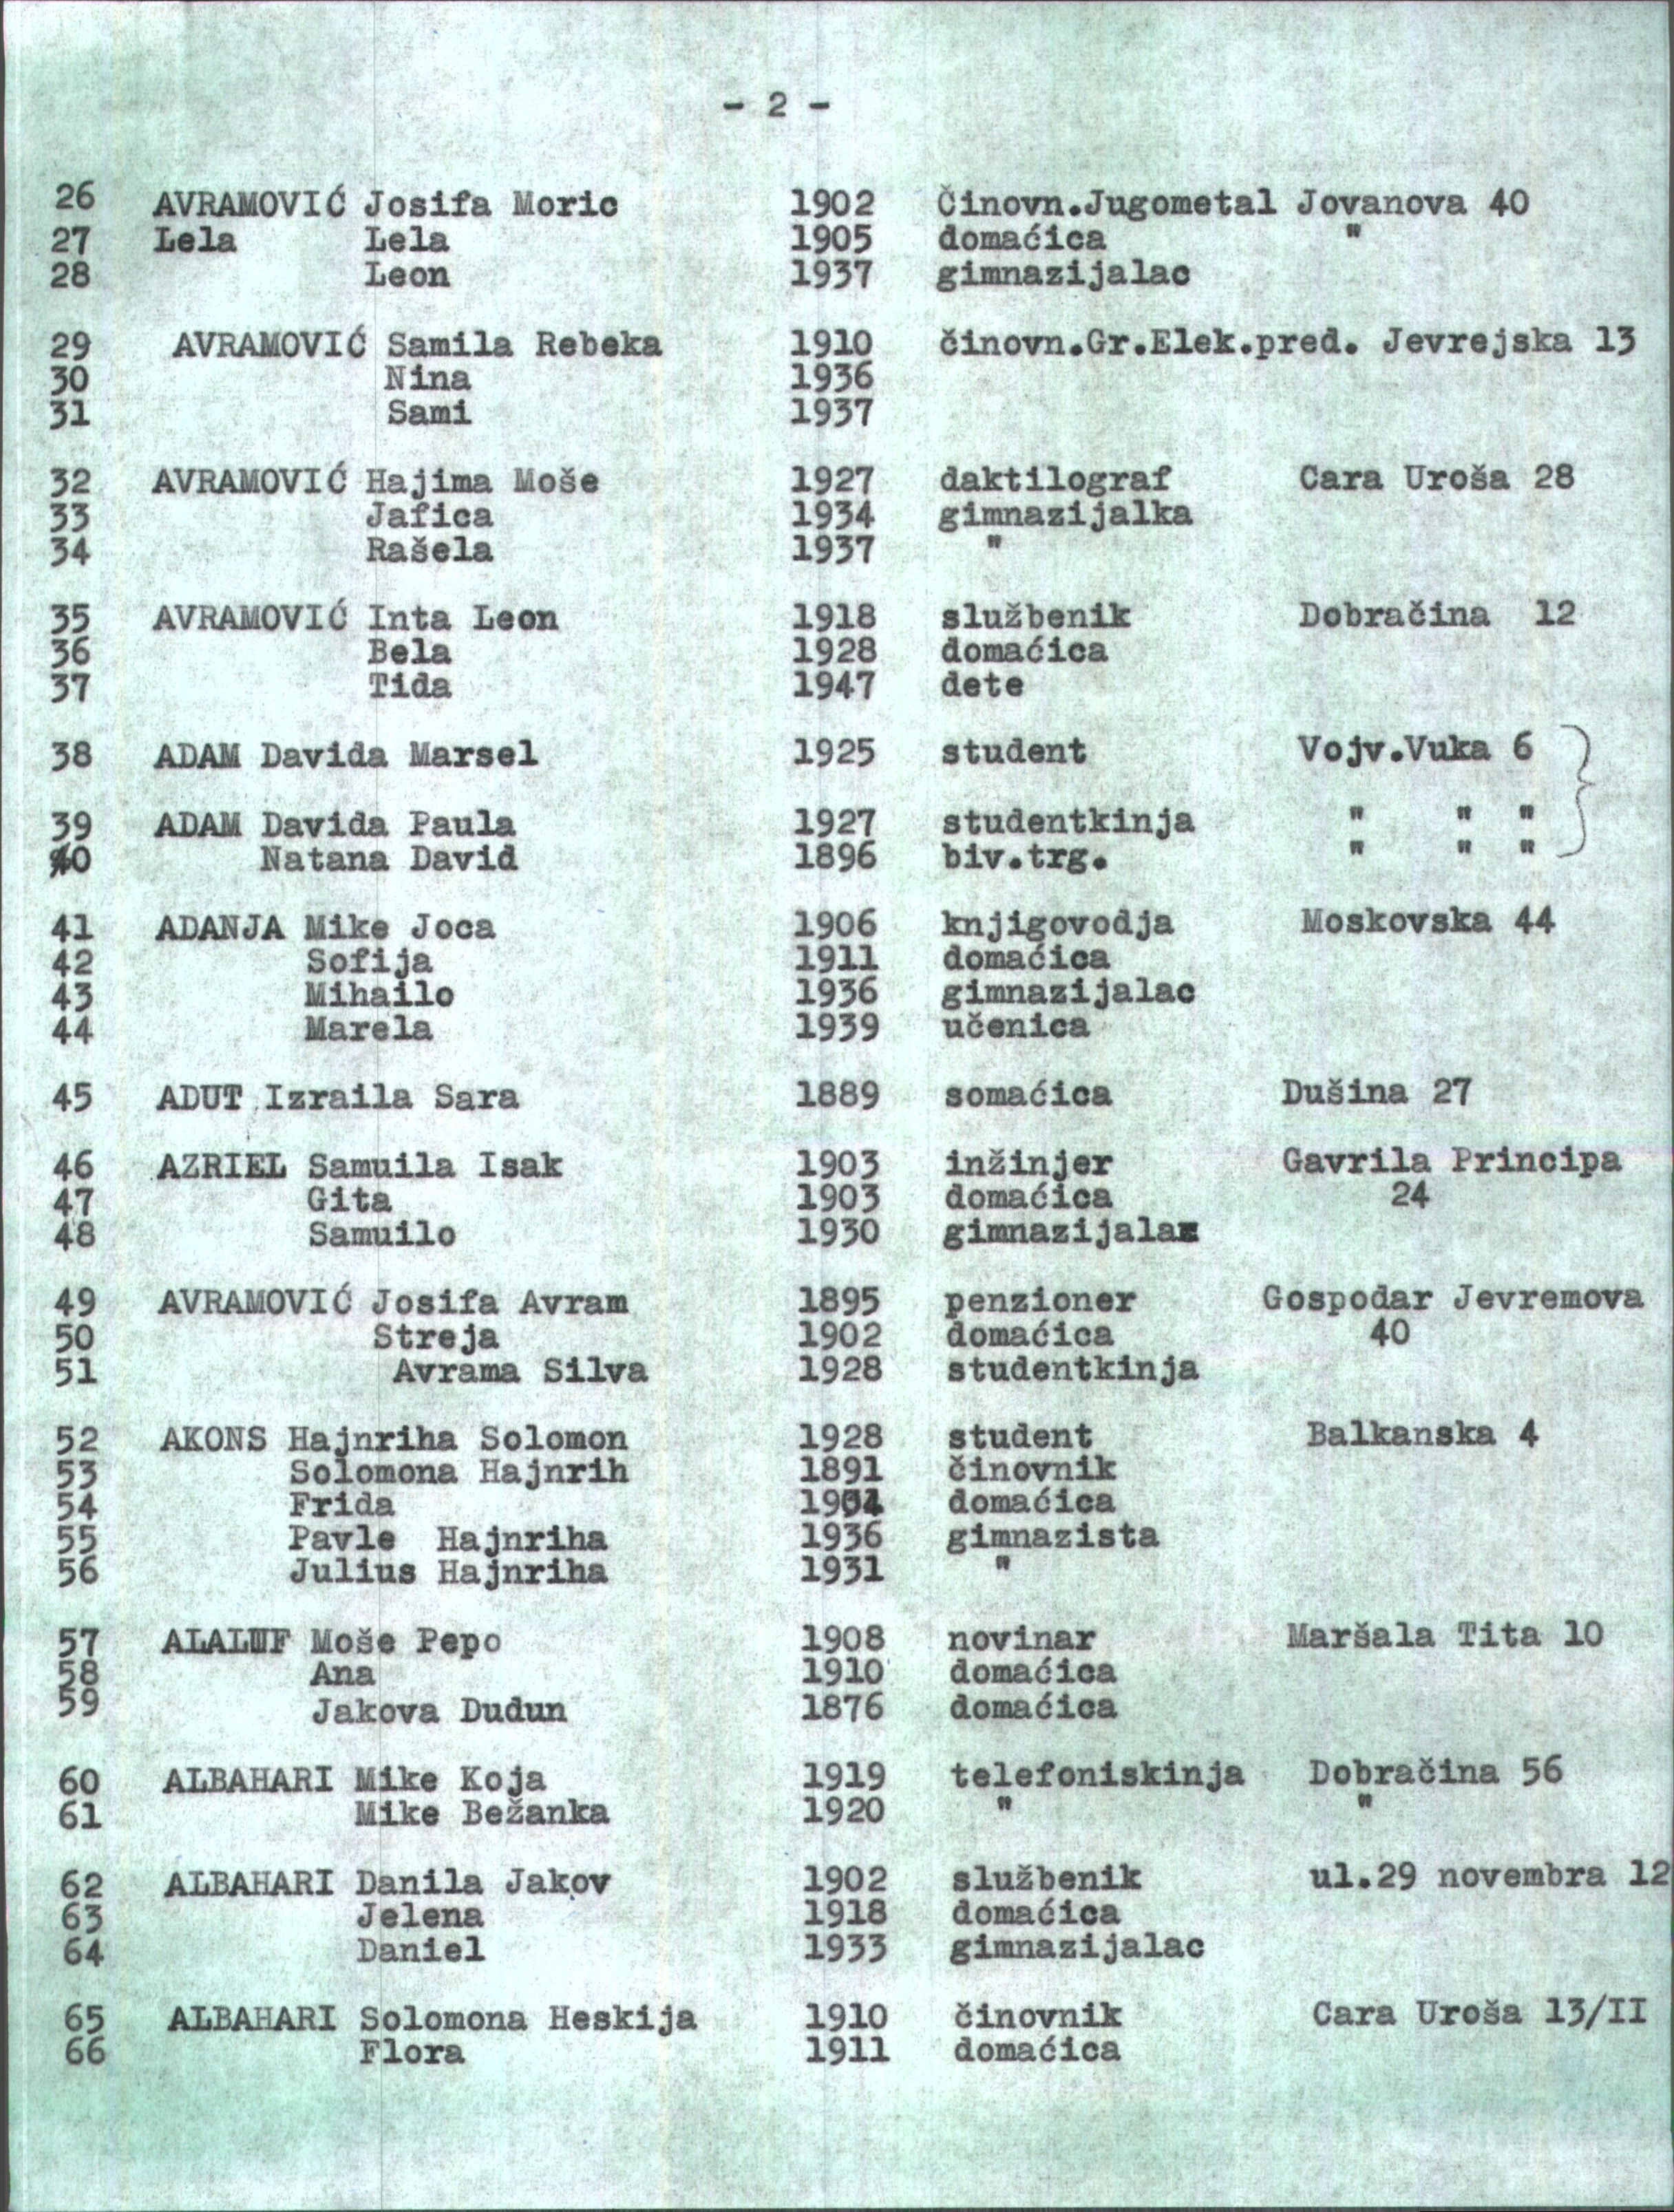 - 2 -
26 AVRAMOVIĆ Josifa Moric 1902 Činovn.Jugometal Jovanova 40
27 Lela Lela 1905 domaćica "
28 Leon 1937 gimnazijalac
29 AVRAMOVIĆ Samila Rebeka 1910 činovn.Gr.Elek.pred. Jevrejska 13
30 Nina 1936
31 Sami 1937
32 AVRAMOVIĆ Hajima Moše 1927 daktilograf Cara Uroša 28
33 Jafica 1934 gimnazijalka
34 Rašela 1937 "
35 AVRAMOVIĆ Inta Leon 1918 službenik Dobračina 12
36 Bela 1928 domaćica
37 Tida 1947 dete
38 ADAM Davida Marsel 1925 student Vojv.Vuka 6
39 ADAM Davida Paula 1927 studentkinja " " "
40 Natana David 1896 biv.trg. " " "
41 ADANJA Mike Joca 1906 knjigovodja Moskovska 44
42 Sofija 1911 domaćica
43 Mihailo 1936 gimnazijalac
44 Marela 1939 učenica
45 ADUT Izraila Sara 1889 somaćica Dušina 27
46 AZRIEL Samuila Isak 1903 inžinjer Gavrila Principa
47 Gita 1903 domaćica 24
48 Samuilo 1930
49 AVRAMOVIĆ Josifa Avram 1895 penzioner Gospodar Jevremova
50 Streja 1902 domaćica 40
51 Avrama Silva 1928 studentkinja
52 AKONS Hajnriha Solomon 1928 student Balkanska 4
53 Solomona Hajnrih 1891 činovnik
54 Frida domaćica
55 Pavle Hajnriha 1936 gimnazista
56 Julius Hajnriha 1931 "
57 ALALUF Moše Pepo 1908 novinar Maršala Tita 10
58 Ana 1910 domaćica
59 Jakova Dudun 1876 domaćica
60 ALBAHARI Mike Koja 1919 telefoniskinja Dobračina 56
61 Mike Bežanka 1920 " "
62 ALBAHARI Danila Jakov 1902 službenik ul.29 novembra 12
63 Jelena 1918 domaćica
64 Daniel 1933 gimnazijalac
65 ALBAHARI Solomona Heskija 1910 činovnik Cara Uroša 13/II
66 Flora 1911 domaćica